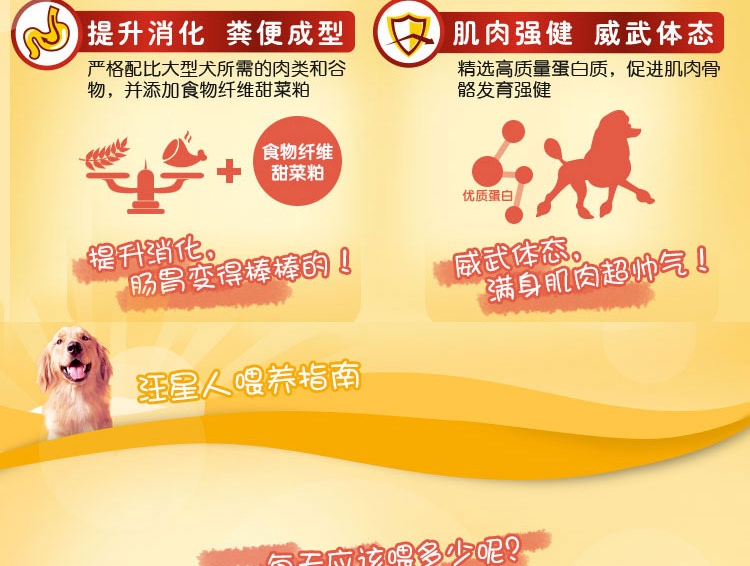 提升消化 粪便成型
严格配比大型犬所需的肉类和谷
物，并添加食物纤维甜菜粕
食物纤维
甜菜粕
提升消化，
肠胃变得棒棒的！
肌肉强健 威武体态
精选高质量蛋白质，促进肌肉骨
骼发育强健
优质蛋白
威武体态，
满身肌肉超帅气！
汪星人喂养指南
每天应该喂多少呢？